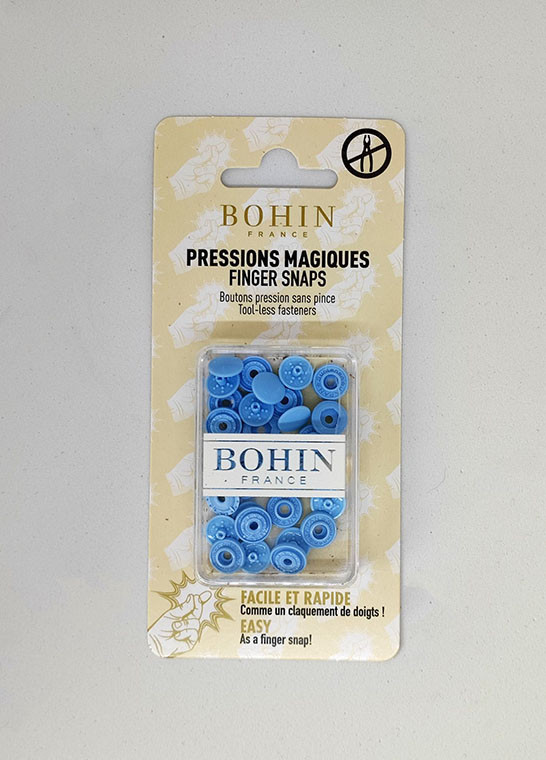 BOHIN
FRANCE
PRESSIONS MAGIQUES
FINGER SNAPS
Boutons pression sans pince
Tool-less fasteners
BOHIN
FRANCE
FACILE ET RAPIDE
Comme un claquement de doigts !
EASY
As a finger snap!